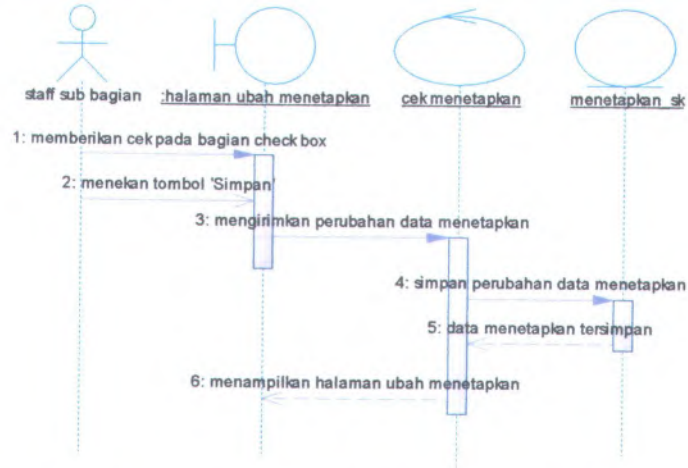 staff sub bagian
:halaman ubah menetapkan
cek menetapkan
menetapkan_sk
1: memberikan cek pada bagian check box
2: menekan tombol 'Simpan'
3: mengirimkan perubahan data menetapkan
4: simpan perubahan data menetapkan
5: data menetapkan tersimpan
6: menampilkan halaman ubah menetapkan